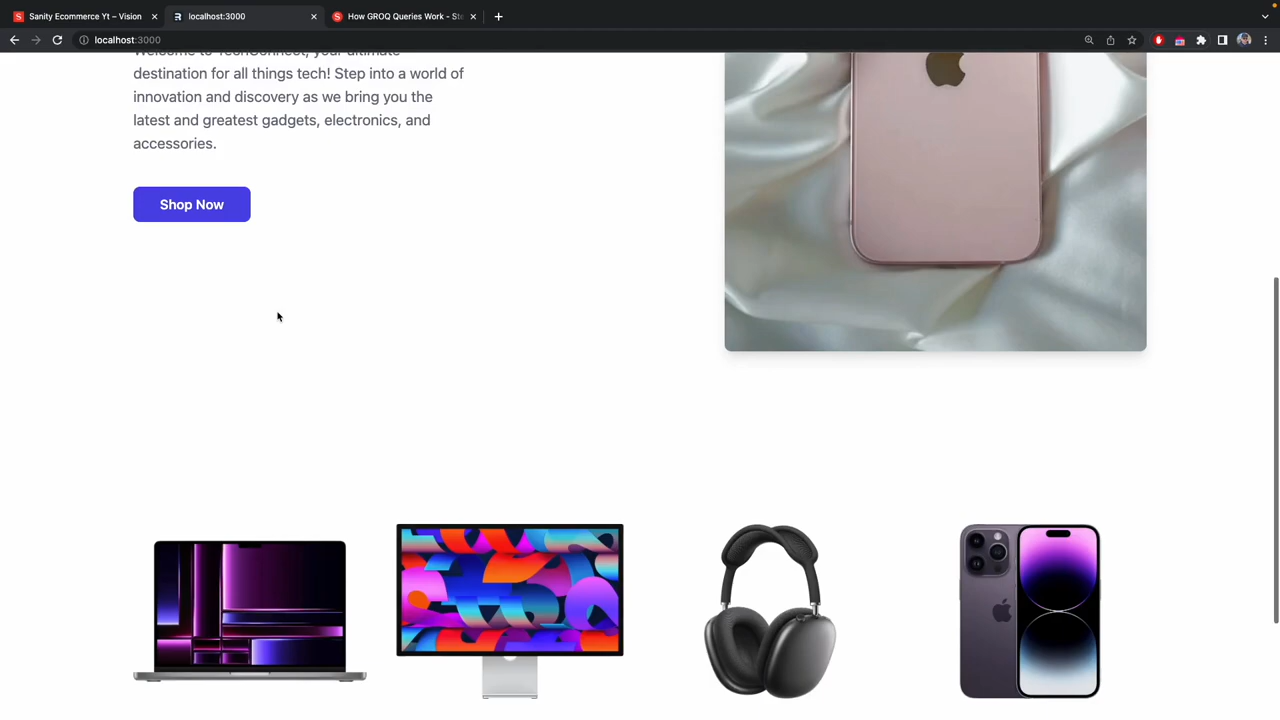 Sanity Ecommerce Yt – Vision
localhost:3000
How GROQ Queries Work - Ste
localhost:3000
Welcome to TechConnect, your ultimate
destination for all things tech! Step into a world of
innovation and discovery as we bring you the
latest and greatest gadgets, electronics, and
accessories.
Shop Now